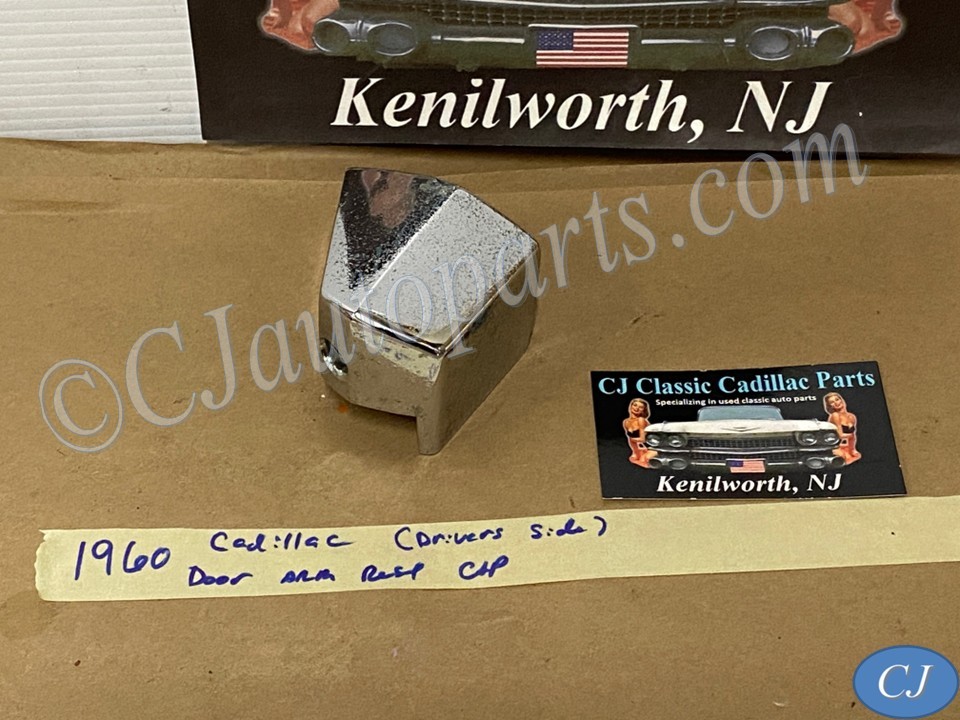 Kenilworth, NJ
©CJautoparts.com
CJ Classic Cadillac Parts
Specializing in used classic auto parts
Kenilworth, NJ
1960 Cadillac (Drivers Side)
Door Arm Rest Cap
CJ